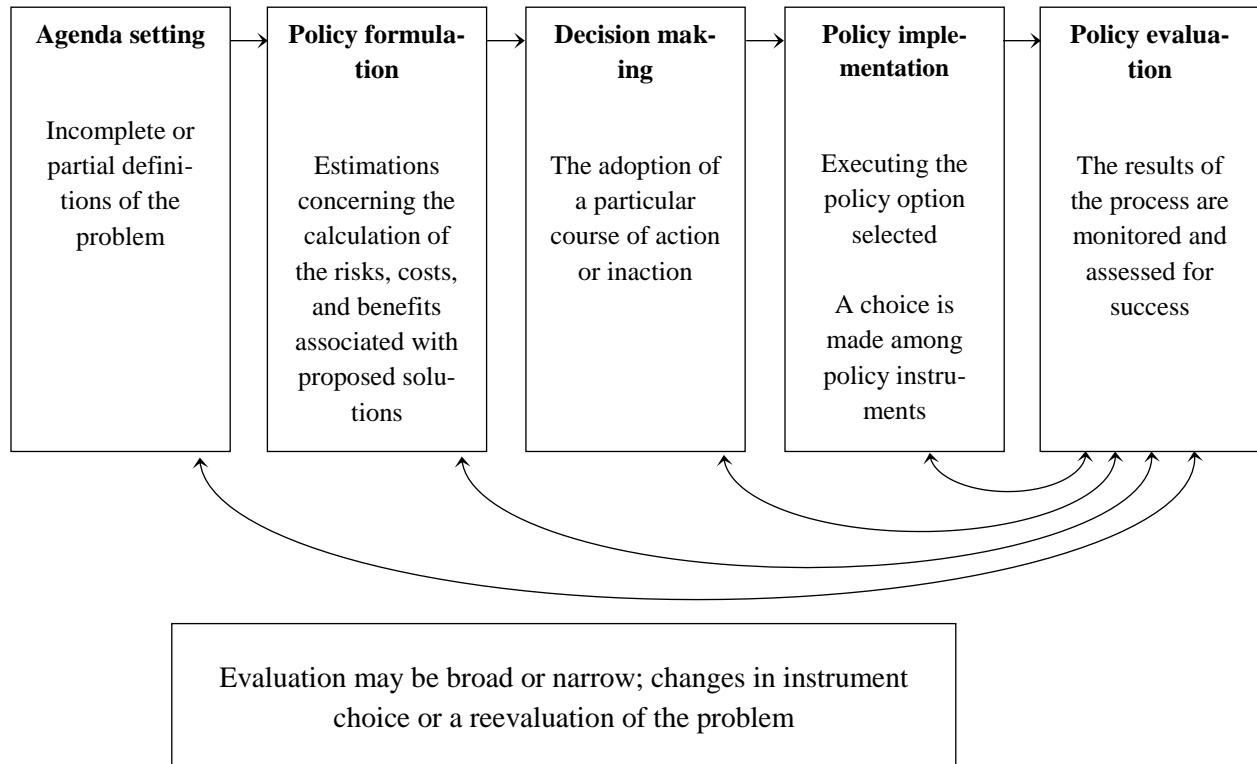 Agenda setting
Incomplete or
partial defini-
tions of the
problem
Policy formula-
tion
Estimations
concerning the
calculation of
the risks, costs,
and benefits
associated with
proposed solu-
tions
Decision mak-
ing
The adoption of
a particular
course of action
or inaction
Policy imple-
mentation
Executing the
policy option
selected
A choice is
made among
policy instru-
ments
Policy evalua-
tion
The results of
the process are
monitored and
assessed for
success
Evaluation may be broad or narrow; changes in instrument
choice or a reevaluation of the problem